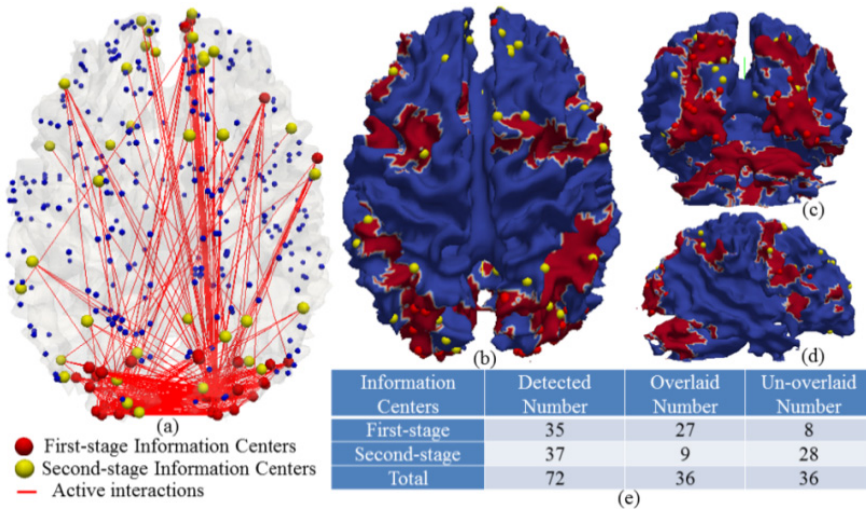 (a)
First-stage Information Centers
Second-stage Information Centers
Active interactions
(b)
(c)
(d)
Information Centers Detected Number Overlaid Number Un-overlaid Number
First-stage 35 27 8
Second-stage 37 9 28
Total 72 36 36
(e)